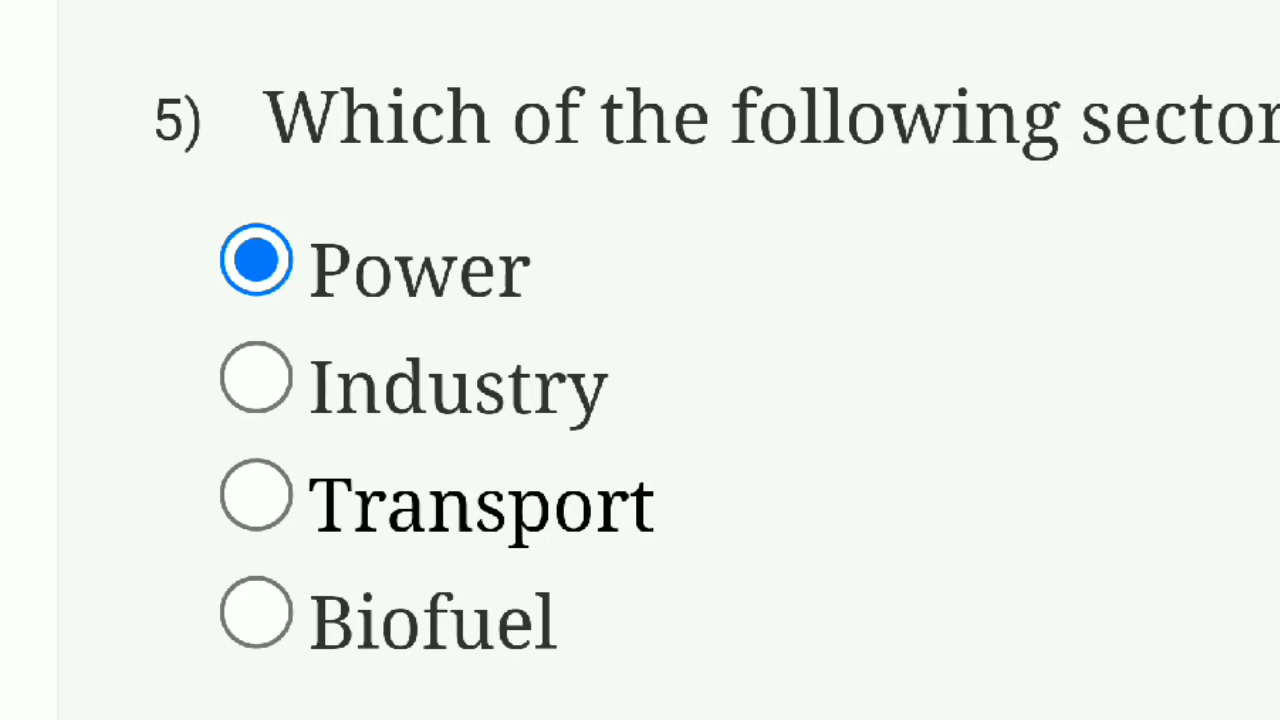 5) Which of the following sector
Power
Industry
Transport
Biofuel